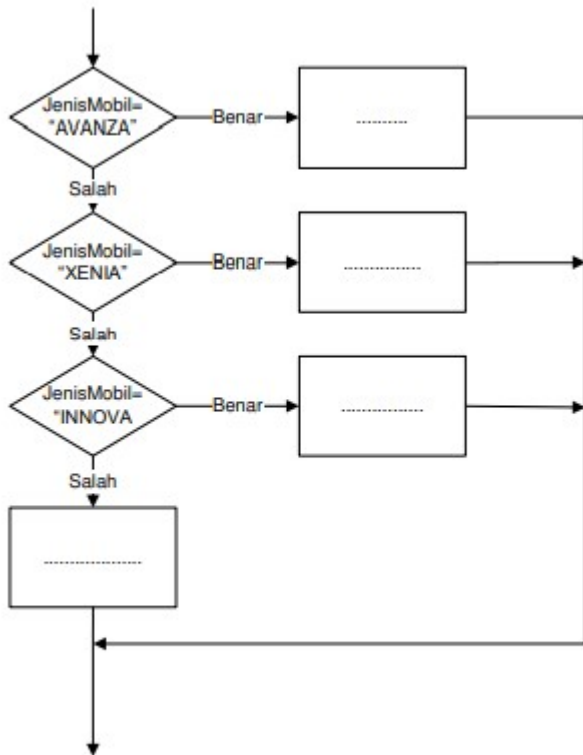 JenisMobil=
"AVANZA"
Benar
----------
Salah
JenisMobil=
"XENIA"
Benar
----------------
Salah
JenisMobil=
"INNOVA
Benar
-----------------
Salah
--------------------